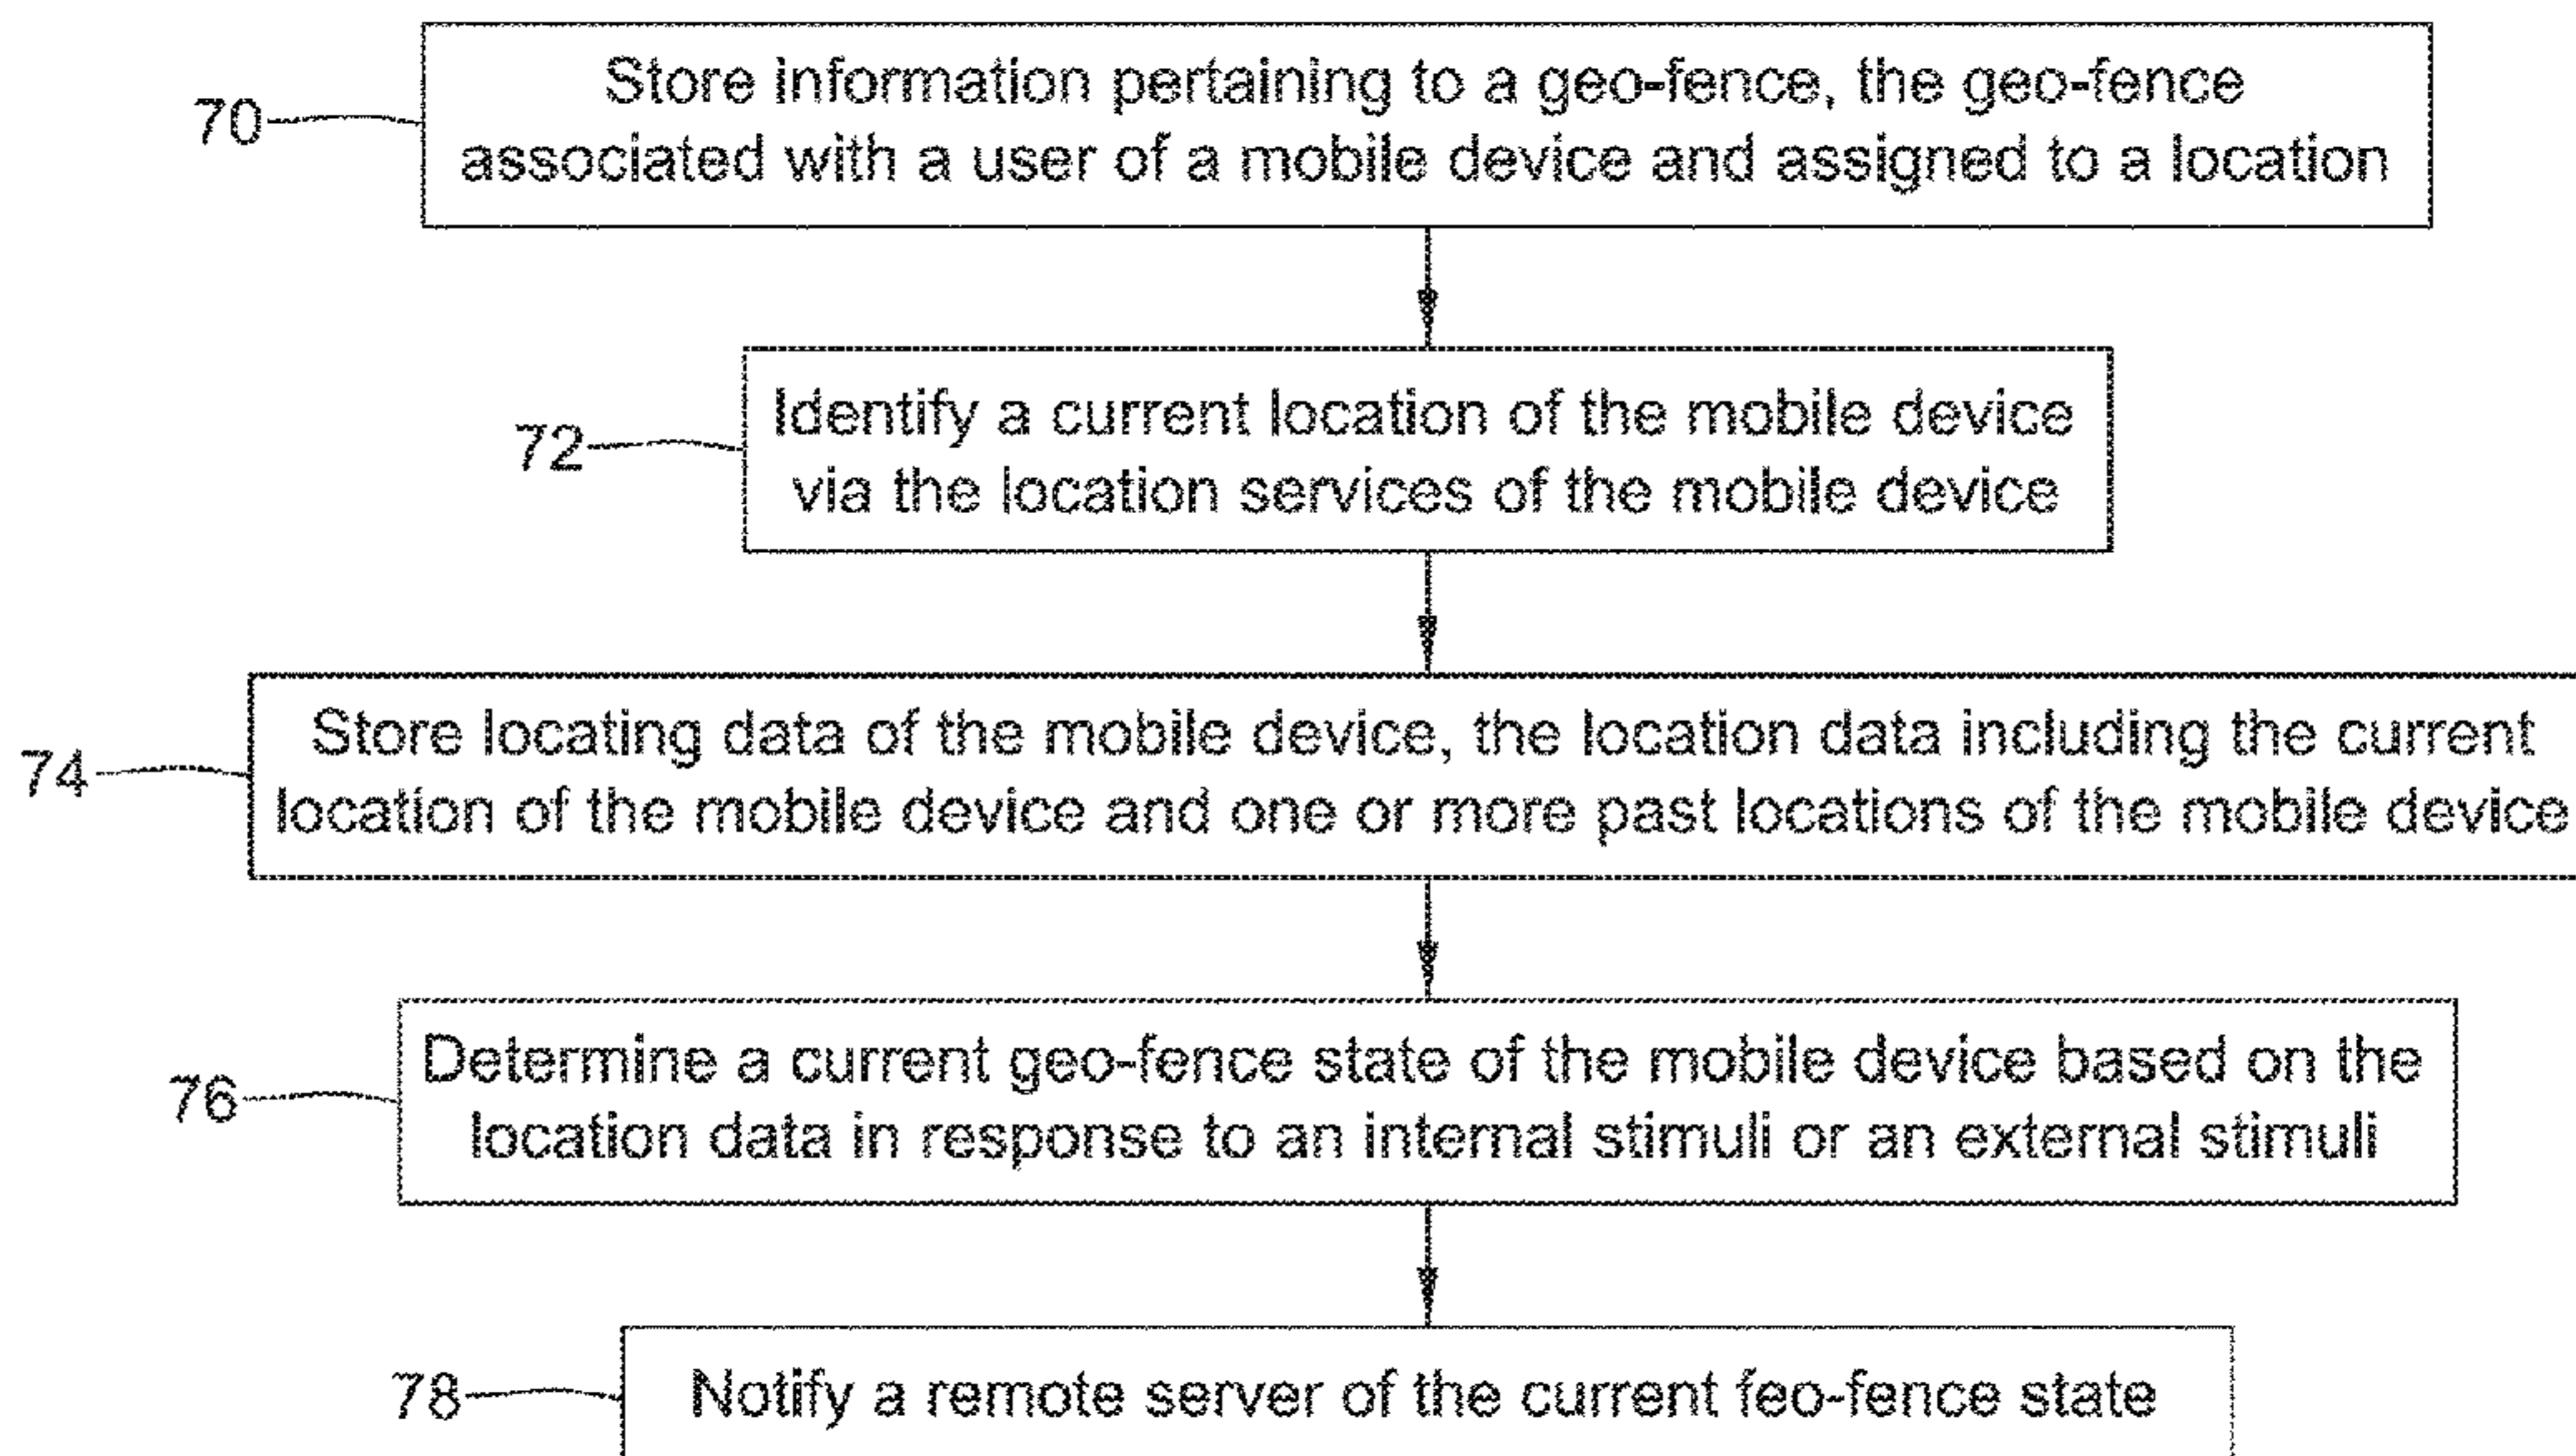 70
Store information pertaining to a geo-fence, the geo-fence
associated with a user of a mobile device and assigned to a location
72
Identify a current location of the mobile device
via the location services of the mobile device
74
Store locating data of the mobile device, the location data including the current
location of the mobile device and one or more past locations of the mobile device
76
Determine a current geo-fence state of the mobile device based on the
location data in response to an internal stimuli or an external stimuli
78
Notify a remote server of the current feo-fence state